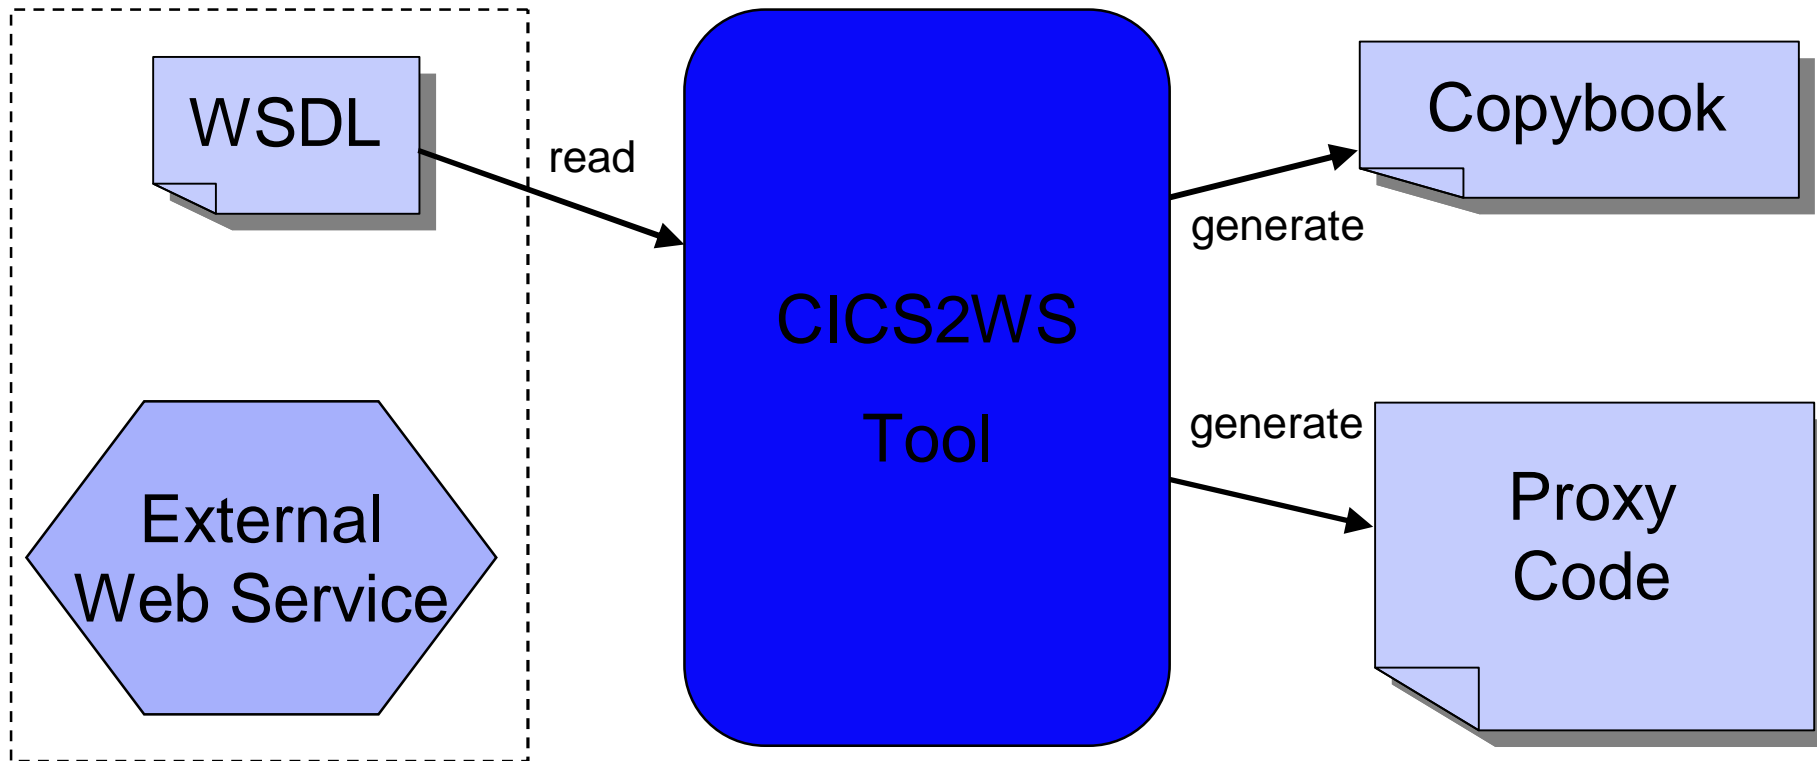 WSDL
read
External
Web Service
CICS2WS
Tool
Copybook
generate
generate
Proxy
Code